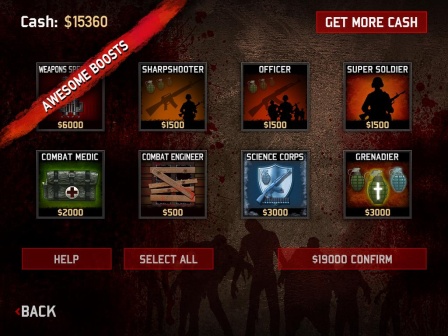 Cash: $15360
GET MORE CASH
AWESOME BOOSTS
WEAPONS
SHARPSHOOTER
OFFICER
SUPER SOLDIER
$6000
$1500
$1500
$1500
COMBAT MEDIC
COMBAT ENGINEER
SCIENCE CORPS
GRENADIER
$2000
$500
$3000
$3000
HELP
SELECT ALL
$19000 CONFIRM
‹BACK